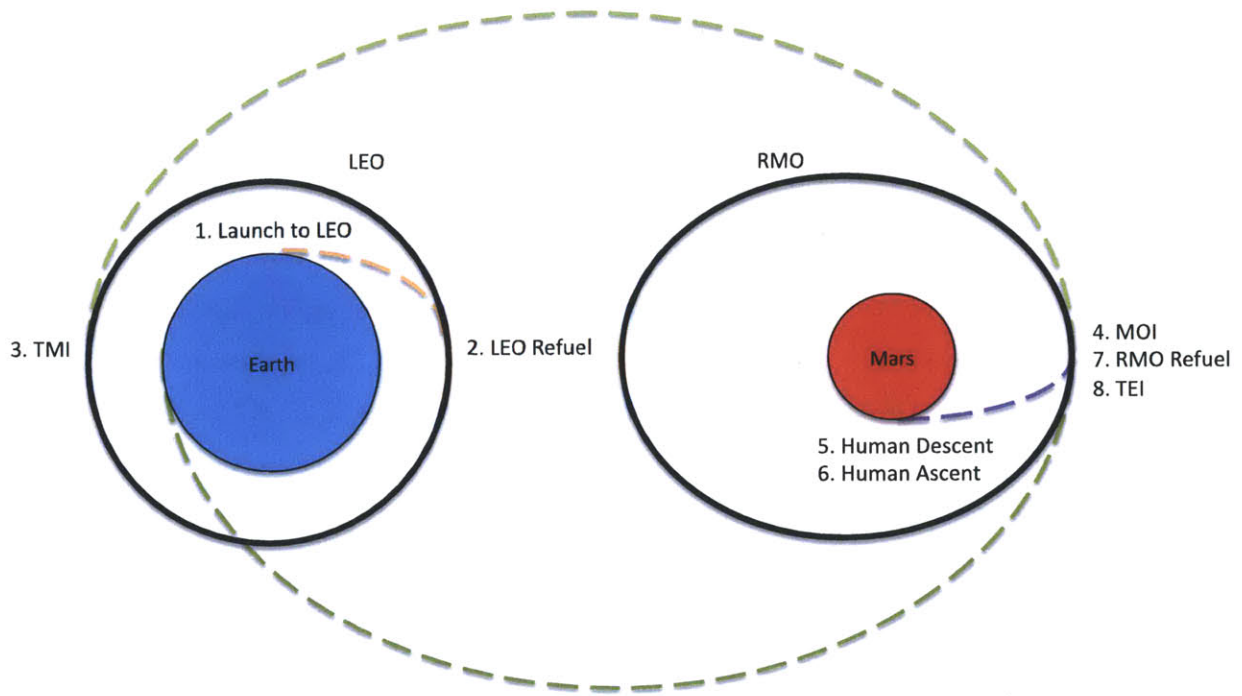 LEO
RMO
1. Launch to LEO
3. TMI
Earth
2. LEO Refuel
Mars
4. MOI
7. RMO Refuel
8. TEI
5. Human Descent
6. Human Ascent